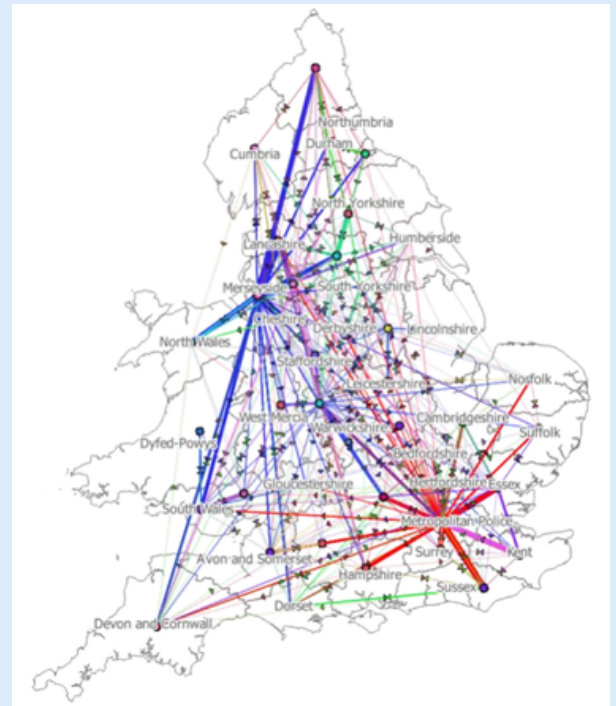 Northumbria
Durham
Cumbria
North Yorkshire
Lancashire
Humberside
Merseyside
South Yorkshire
Cheshire
Derbyshire
Lincolnshire
North Wales
Staffordshire
Leicestershire
Norfolk
West Mercia
Cambridgeshire
Warwickshire
Suffolk
Dyfed-Powys
Bedfordshire
Gloucestershire
Hertfordshire
Essex
South Wales
Metropolitan Police
Avon and Somerset
Surrey
Kent
Hampshire
Sussex
Dorset
Devon and Cornwall